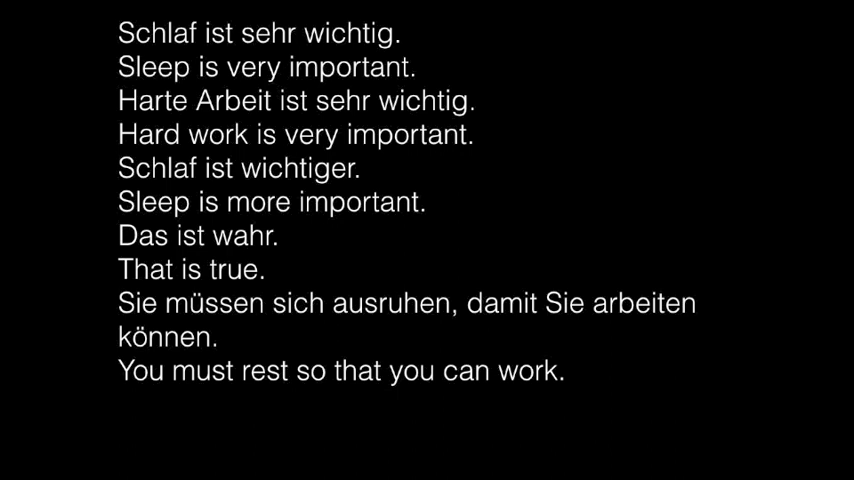 Schlaf ist sehr wichtig.
Sleep is very important.
Harte Arbeit ist sehr wichtig.
Hard work is very important.
Schlaf ist wichtiger.
Sleep is more important.
Das ist wahr.
That is true.
Sie müssen sich ausruhen, damit Sie arbeiten
können.
You must rest so that you can work.